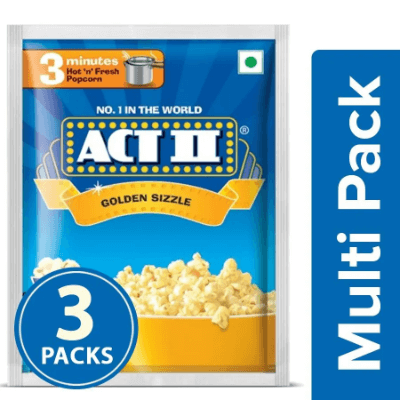 3 minutes
Hot 'n' Fresh
Popcorn
NO. 1 IN THE WORLD
ACT II®
GOLDEN SIZZLE
3
PACKS
Multi Pack